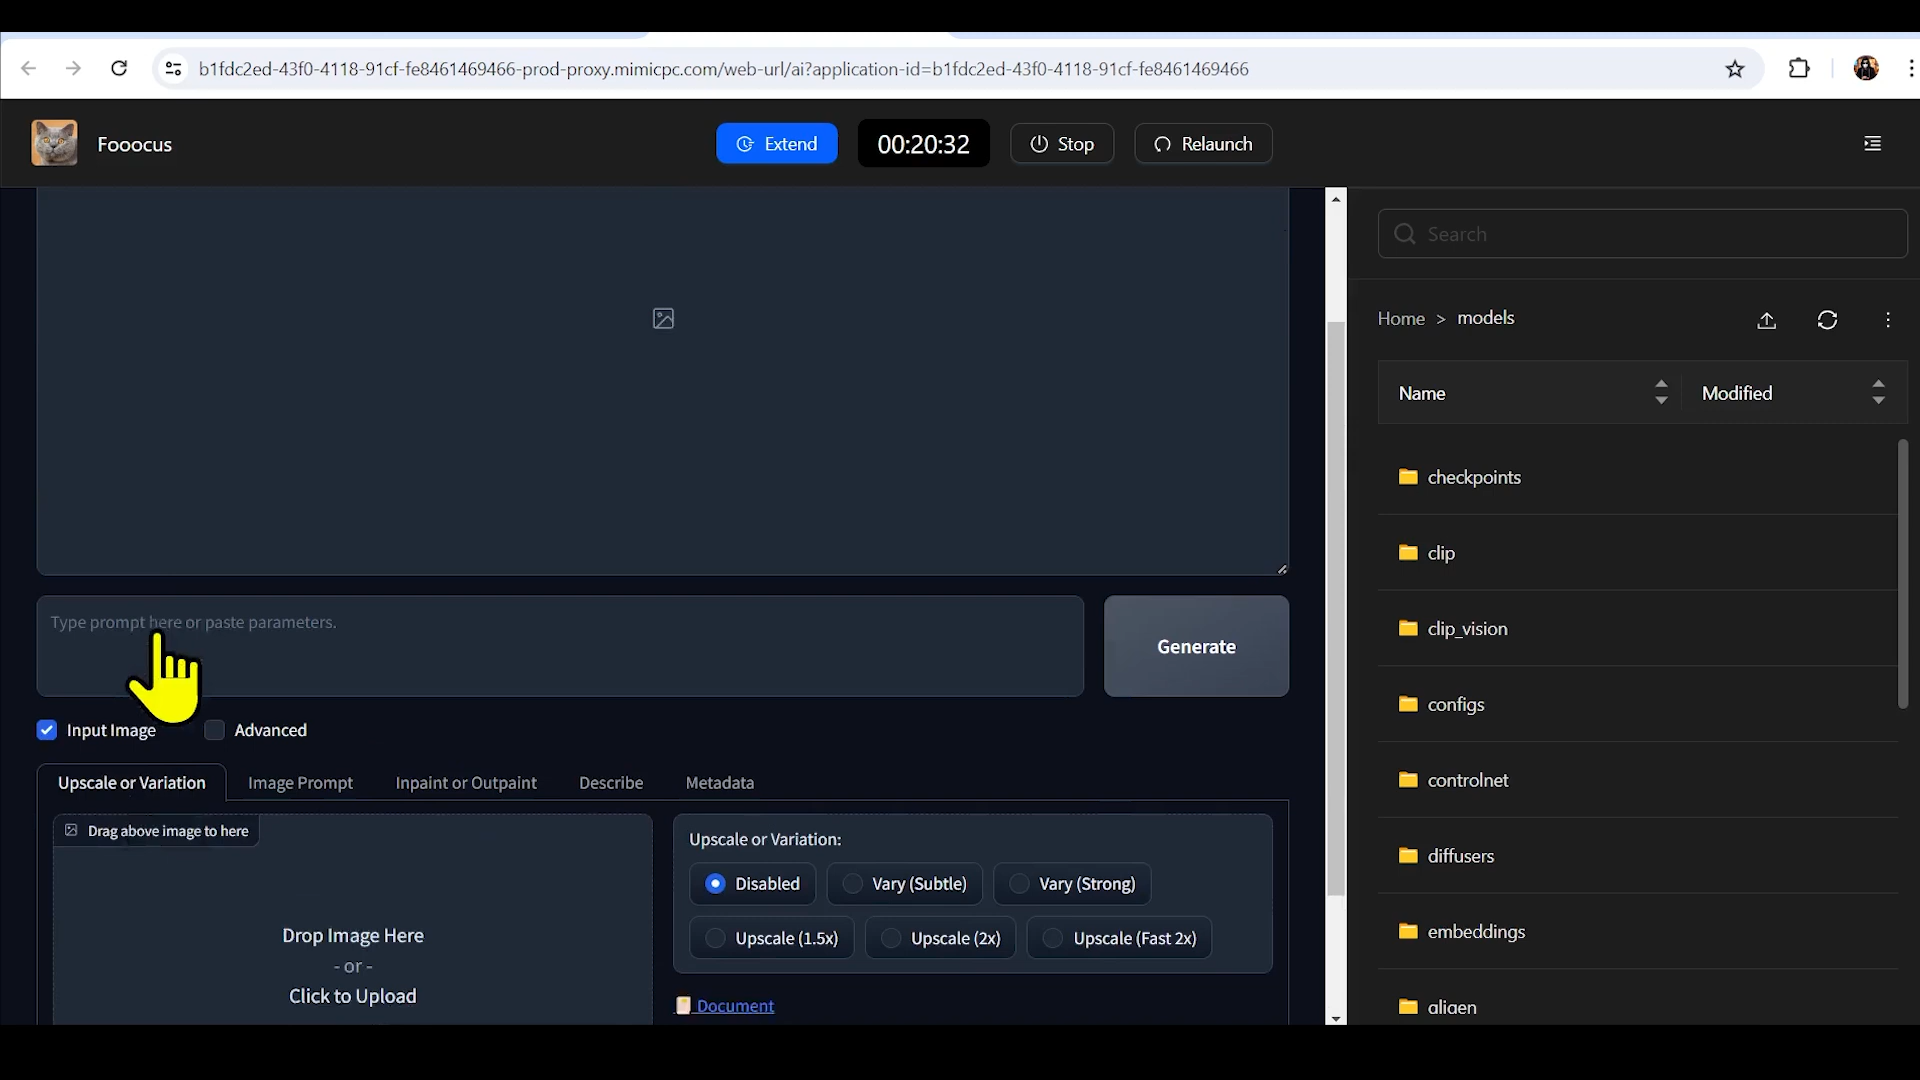 b1fdc2ed-43f0-4118-91cf-fe8461469466-prod-proxy.mimicpc.com/web-url/ai?application-id=b1fdc2ed-43f0-4118-91cf-fe8461469466
Fooocus
Extend
00:20:32
Stop
Relaunch
Search
Home > models
Name
Modified
checkpoints
clip
clip_vision
configs
controlnet
diffusers
embeddings
gligen
Type prompt here or paste parameters.
Generate
Input Image
Advanced
Upscale or Variation
Image Prompt
Inpaint or Outpaint
Describe
Metadata
Drag above image to here
Drop Image Here
- or -
Click to Upload
Upscale or Variation:
Disabled
Vary (Subtle)
Vary (Strong)
Upscale (1.5x)
Upscale (2x)
Upscale (Fast 2x)
Document